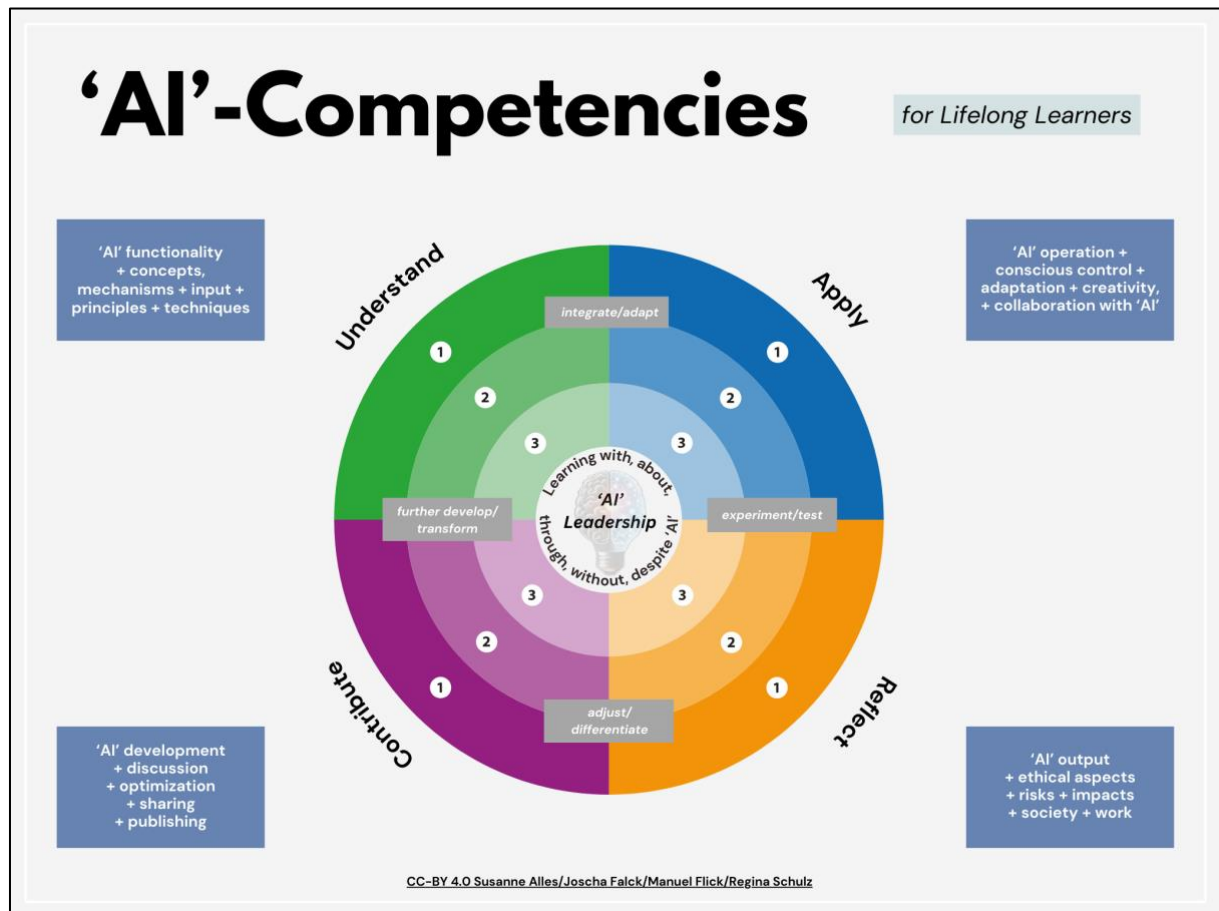 ‘AI’-Competencies
for Lifelong Learners
‘AI’ functionality
+ concepts,
mechanisms + input +
principles + techniques
‘AI’ operation +
conscious control +
adaptation + creativity,
+ collaboration with ‘AI’
Understand
Apply
integrate/adapt
1
1
2
2
3
3
Learning with, about,
‘AI’
Leadership
through, without, despite ‘AI’
further develop/
transform
experiment/test
3
3
2
2
1
1
adjust/
differentiate
Contribute
Reflect
‘AI’ development
+ discussion
+ optimization
+ sharing
+ publishing
‘AI’ output
+ ethical aspects
+ risks + impacts
+ society + work
CC-BY 4.0 Susanne Alles/Joscha Falck/Manuel Flick/Regina Schulz